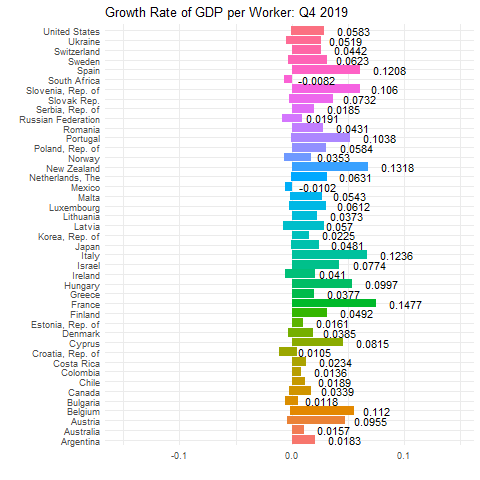 Growth Rate of GDP per Worker: Q4 2019
United States 0.0583
Ukraine 0.0519
Switzerland 0.0442
Sweden 0.0623
Spain 0.1208
South Africa -0.0082
Slovenia, Rep. of 0.106
Slovak Rep. 0.0732
Serbia, Rep. of 0.0185
Russian Federation 0.0191
Romania 0.0431
Portugal 0.1038
Poland, Rep. of 0.0584
Norway 0.0353
New Zealand 0.1318
Netherlands, The 0.0631
Mexico -0.0102
Malta 0.0543
Luxembourg 0.0612
Lithuania 0.0373
Latvia 0.057
Korea, Rep. of 0.0225
Japan 0.0481
Italy 0.1236
Israel 0.0774
Ireland 0.041
Hungary 0.0997
Greece 0.0377
France 0.1477
Finland 0.0492
Estonia, Rep. of 0.0161
Denmark 0.0385
Cyprus 0.0815
Croatia, Rep. of 0.0105
Costa Rica 0.0234
Colombia 0.0136
Chile 0.0189
Canada 0.0339
Bulgaria 0.0118
Belgium 0.112
Austria 0.0955
Australia 0.0157
Argentina 0.0183
-0.1 0.0 0.1